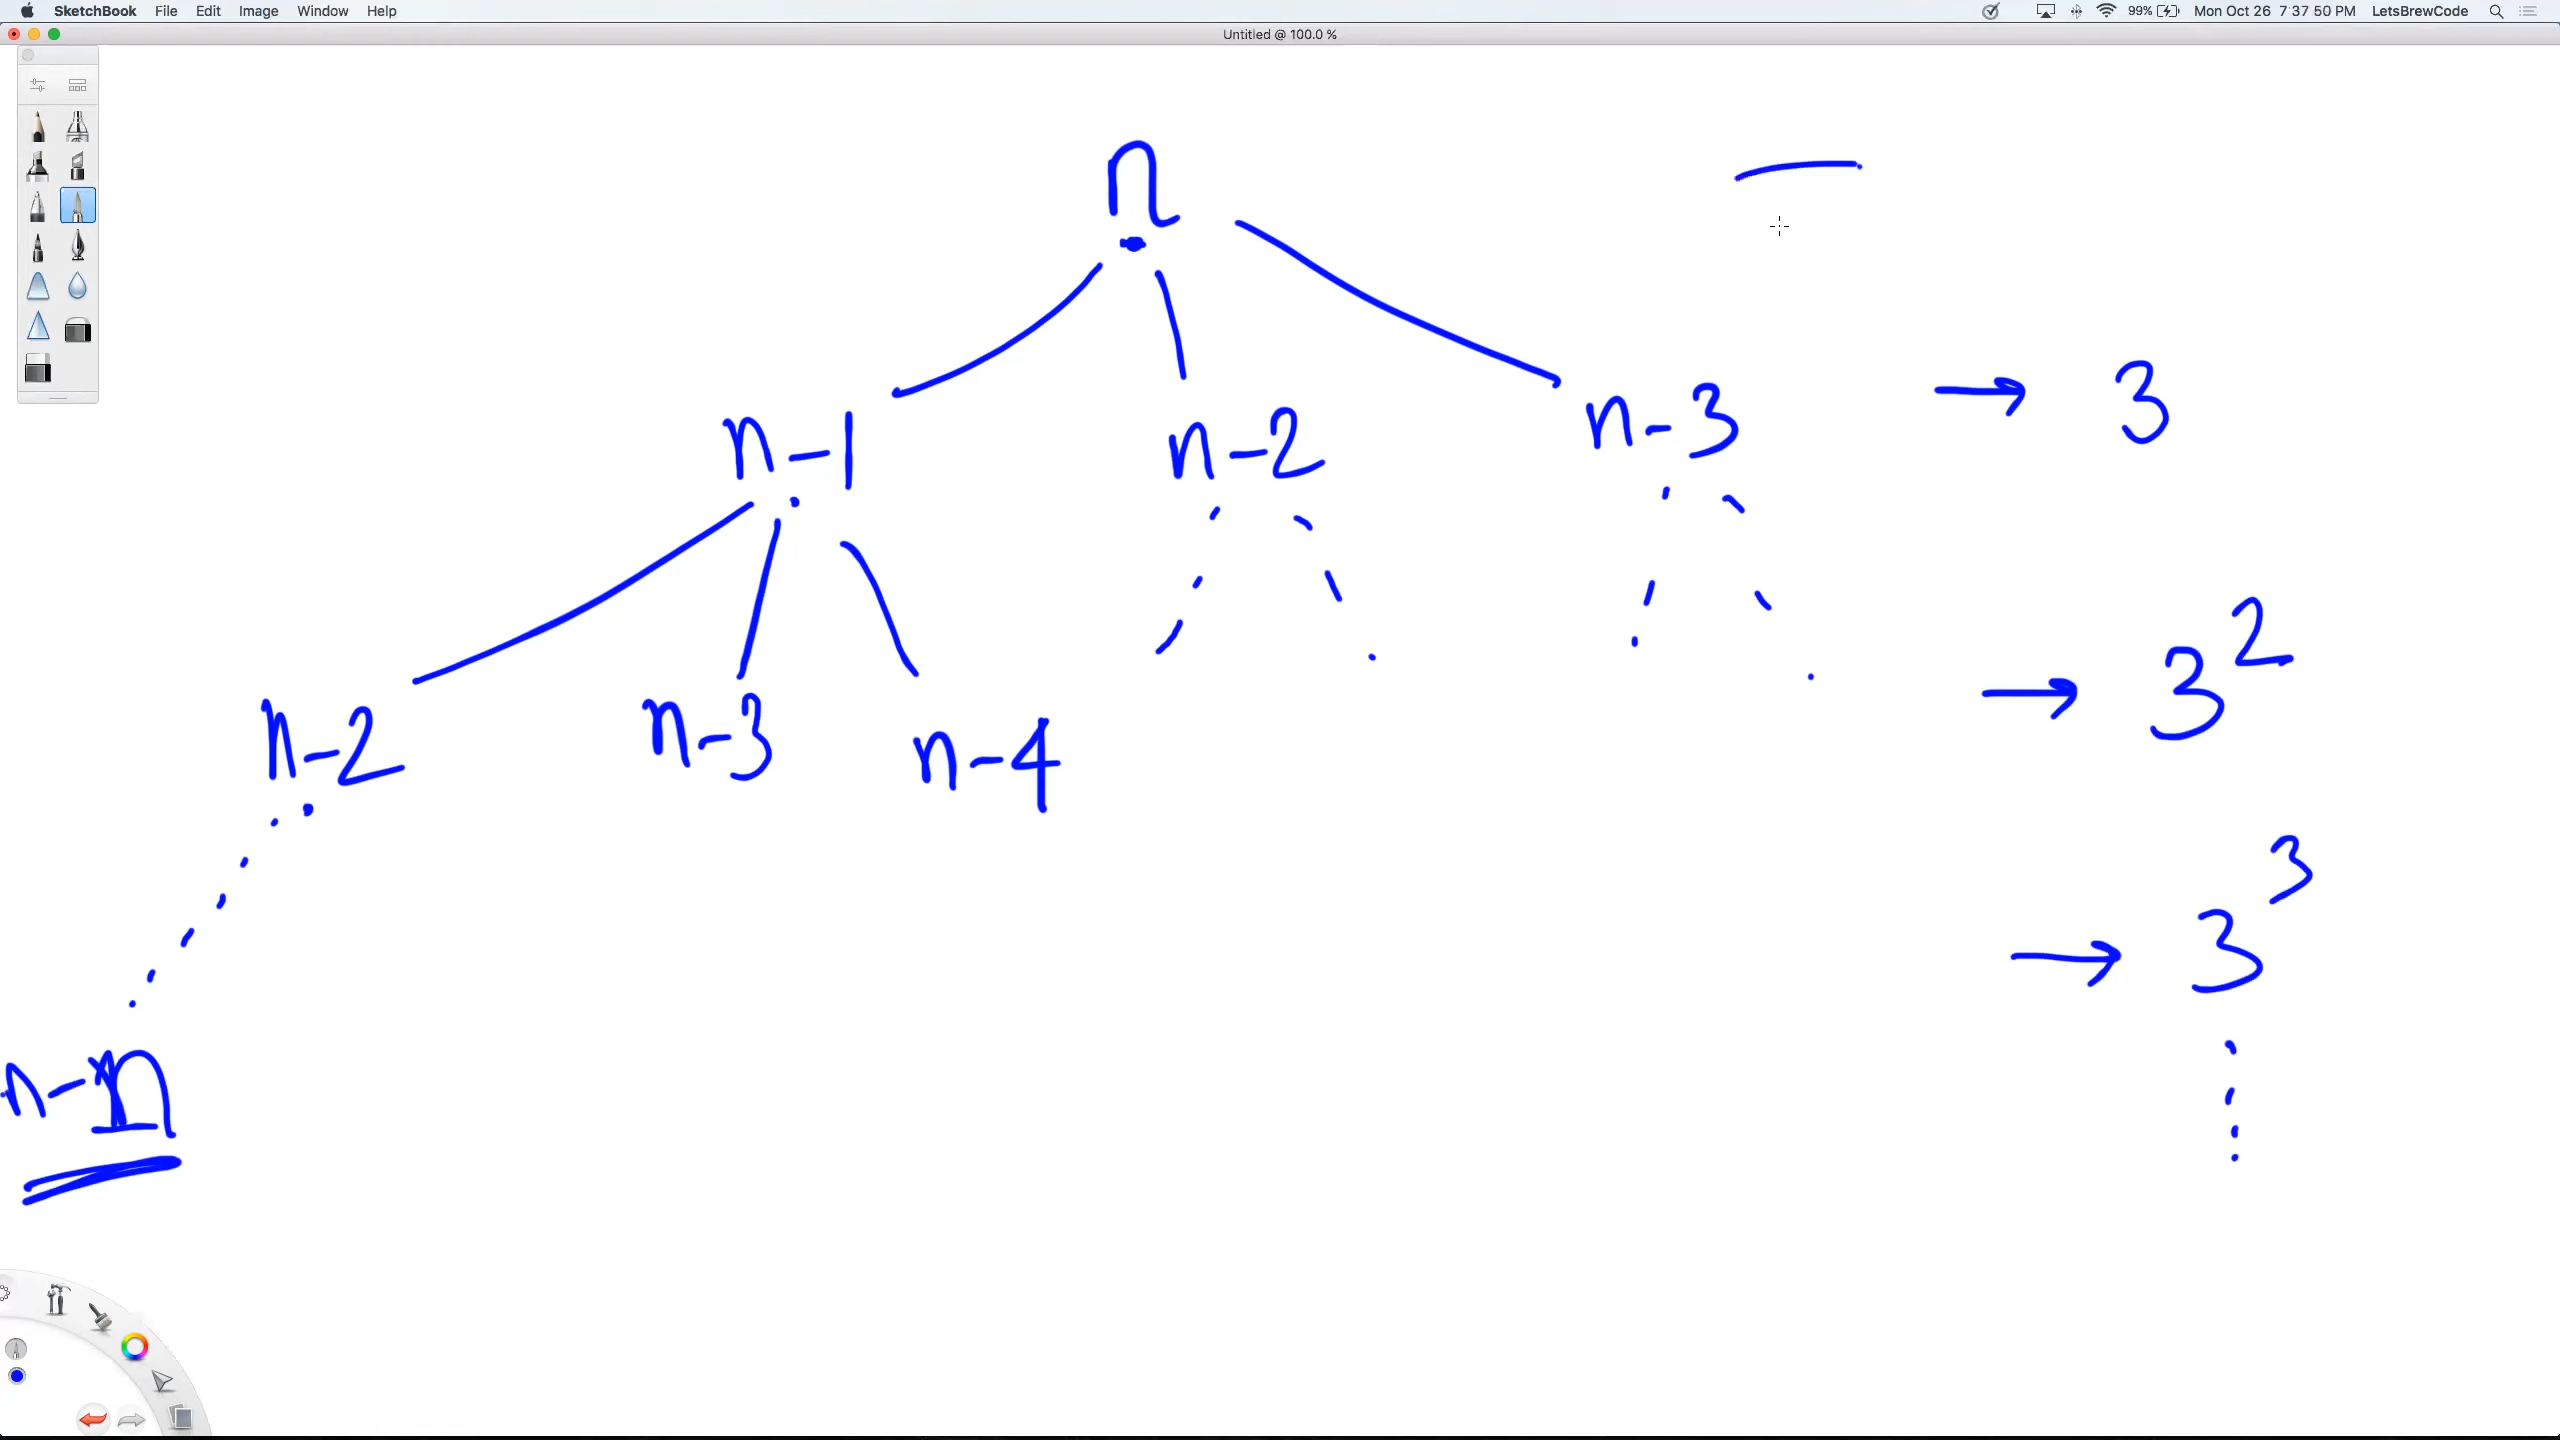 SketchBook File Edit Image Window Help 99% Mon Oct 26 7:37:50 PM LetsBrewCode
Untitled @ 100.0 %
n
n-1 n-2 n-3 → 3
n-2 n-3 n-4 → 3²
→ 3³
n-n